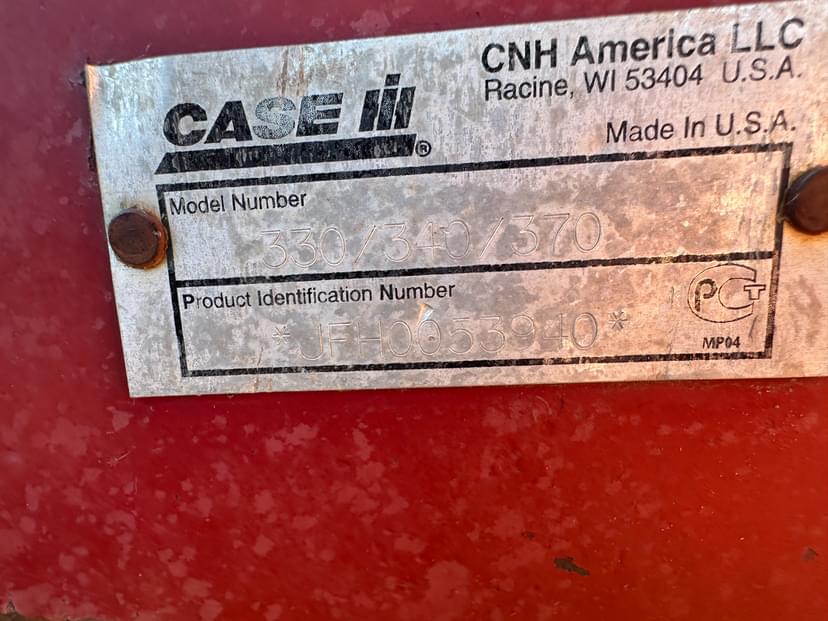 CNH America LLC
Racine, WI 53404 U.S.A.
CASE IH®
Made In U.S.A.
Model Number
330/340/370
Product Identification Number
*JFH0053940*
РСТ
MP04